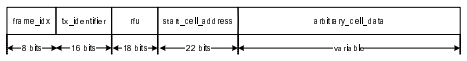 frame_idx tx_identifier rfu start_cell_address arbitrary_cell_data
8 bits 16 bits 18 bits 22 bits variable